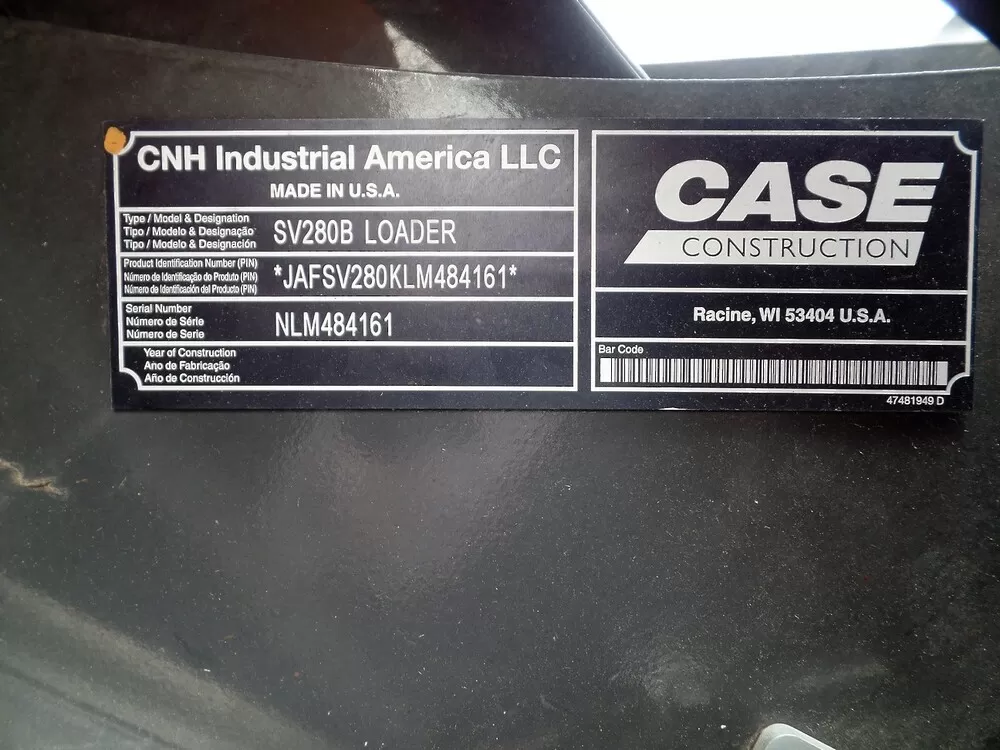 CNH Industrial America LLC
MADE IN U.S.A.
Type / Model & Designation
Tipo / Modelo & Designação
Tipo / Modelo & Designación
SV280B LOADER
Product Identification Number (PIN)
Número de Identificação do Produto (PIN)
Número de Identificación del Producto (PIN)
*JAFSV280KLM484161*
Serial Number
Número de Série
Número de Serie
NLM484161
Year of Construction
Ano de Fabricação
Año de Construcción
CASE
CONSTRUCTION
Racine, WI 53404 U.S.A.
Bar Code
47481949 D